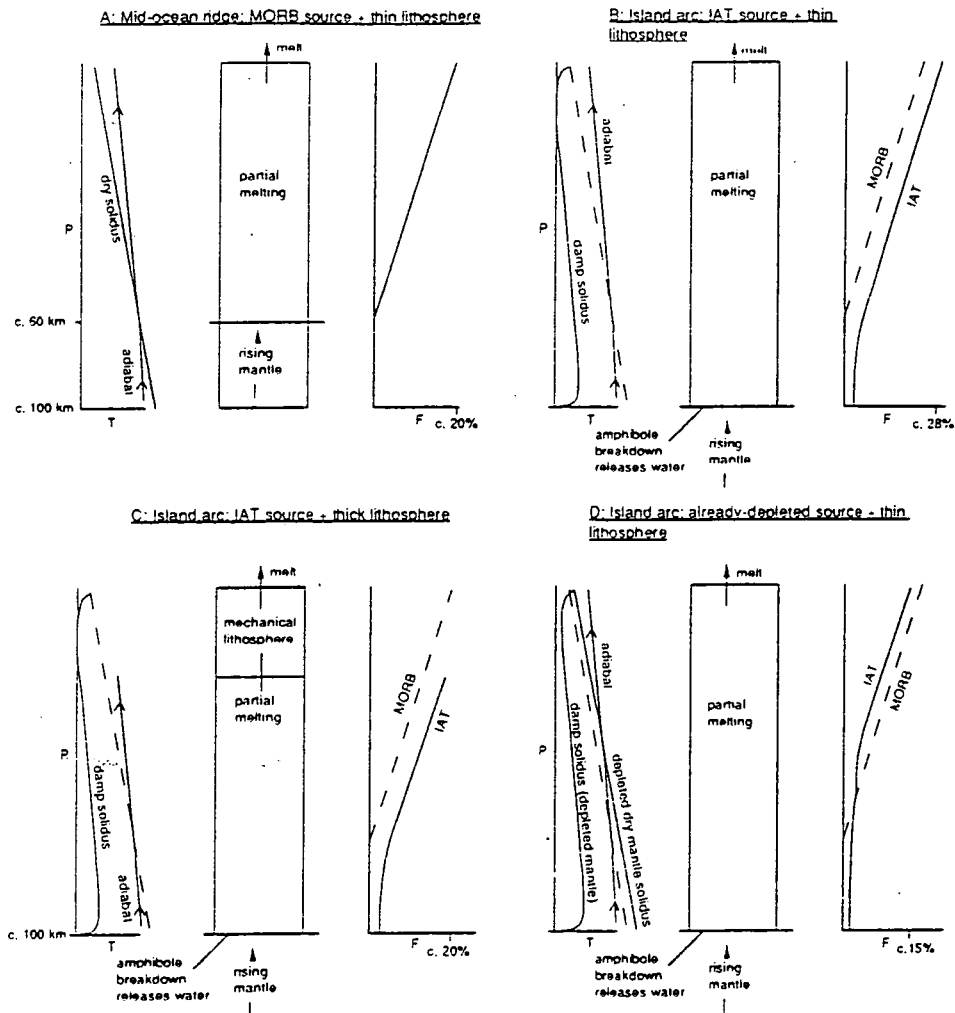 A: Mid-ocean ridge: MORB source + thin lithosphere
melt
dry solidus
P
partial
melting
c. 60 km
adiabat
rising
mantle
c. 100 km
T
F
c. 20%
B: Island arc: IAT source + thin
lithosphere
melt
adiabat
P
damp solidus
partial
melting
MORB
IAT
T
F
c. 28%
amphibole
breakdown
releases water
rising
mantle
C: Island arc: IAT source + thick lithosphere
melt
mechanical
lithosphere
partial
melting
P
damp solidus
adiabat
MORB
IAT
c. 100 km
T
F
c. 20%
amphibole
breakdown
releases water
rising
mantle
D: Island arc: already-depleted source + thin
lithosphere
melt
adiabat
P
damp solidus (depleted mantle)
depleted dry mantle solidus
partial
melting
IAT
MORB
T
F
c.15%
amphibole
breakdown
releases water
rising
mantle